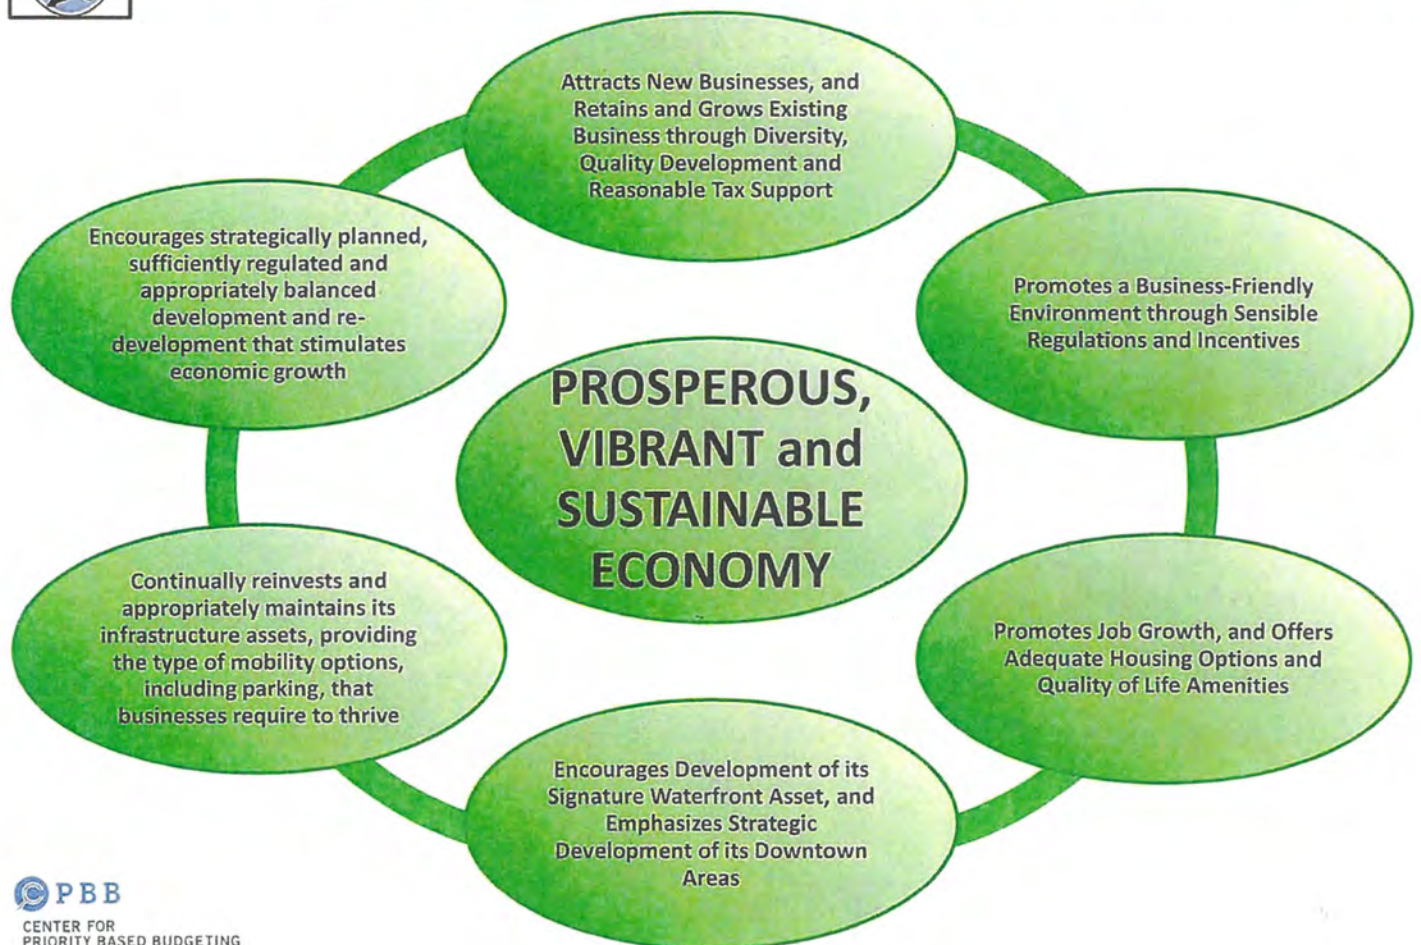 Attracts New Businesses, and
Retains and Grows Existing
Business through Diversity,
Quality Development and
Reasonable Tax Support
Encourages strategically planned,
sufficiently regulated and
appropriately balanced
development and re-
development that stimulates
economic growth
Promotes a Business-Friendly
Environment through Sensible
Regulations and Incentives
PROSPEROUS,
VIBRANT and
SUSTAINABLE
ECONOMY
Continually reinvests and
appropriately maintains its
infrastructure assets, providing
the type of mobility options,
including parking, that
businesses require to thrive
Promotes Job Growth, and Offers
Adequate Housing Options and
Quality of Life Amenities
Encourages Development of its
Signature Waterfront Asset, and
Emphasizes Strategic
Development of its Downtown
Areas
PBB
CENTER FOR
PRIORITY BASED BUDGETING